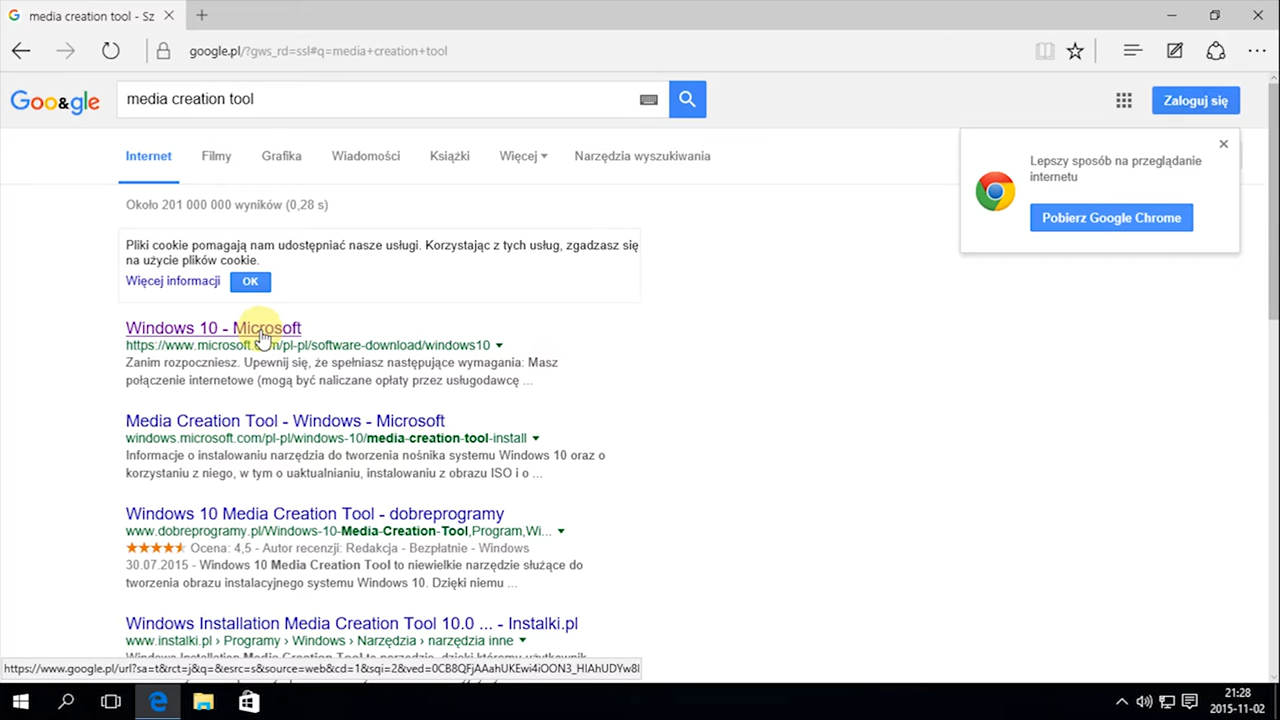 media creation tool - Sz
google.pl/?gws_rd=ssl#q=media+creation+tool
Goo&gle
media creation tool
Zaloguj się
Internet Filmy Grafika Wiadomości Książki Więcej Narzędzia wyszukiwania
Lepszy sposób na przeglądanie
internetu
Pobierz Google Chrome
Około 201 000 000 wyników (0,28 s)
Pliki cookie pomagają nam udostępniać nasze usługi. Korzystając z tych usług, zgadzasz się
na użycie plików cookie.
Więcej informacji OK
Windows 10 - Microsoft
https://www.microsoft.com/pl-pl/software-download/windows10
Zanim rozpoczniesz. Upewnij się, że spełniasz następujące wymagania: Masz
połączenie internetowe (mogą być naliczane opłaty przez usługodawcę ...
Media Creation Tool - Windows - Microsoft
windows.microsoft.com/pl-pl/windows-10/media-creation-tool-install
Informacje o instalowaniu narzędzia do tworzenia nośnika systemu Windows 10 oraz o
korzystaniu z niego, w tym o uaktualnianiu, instalowaniu z obrazu ISO i o ...
Windows 10 Media Creation Tool - dobreprogramy
www.dobreprogramy.pl/Windows-10-Media-Creation-Tool,Program,Wi...
Ocena: 4,5 - Autor recenzji: Redakcja - Bezpłatnie - Windows
30.07.2015 - Windows 10 Media Creation Tool to niewielkie narzędzie służące do
tworzenia obrazu instalacyjnego systemu Windows 10. Dzięki niemu ...
Windows Installation Media Creation Tool 10.0 ... - Instalki.pl
www.instalki.pl › Programy › Windows › Narzędzia › narzędzia inne
https://www.google.pl/url?sa=t&rct=j&q=&esrc=s&source=web&cd=1&sqi=2&ved=0CB8QFjAAahUKEwi4iOON3_HIAhUDYw8l
21:28
2015-11-02